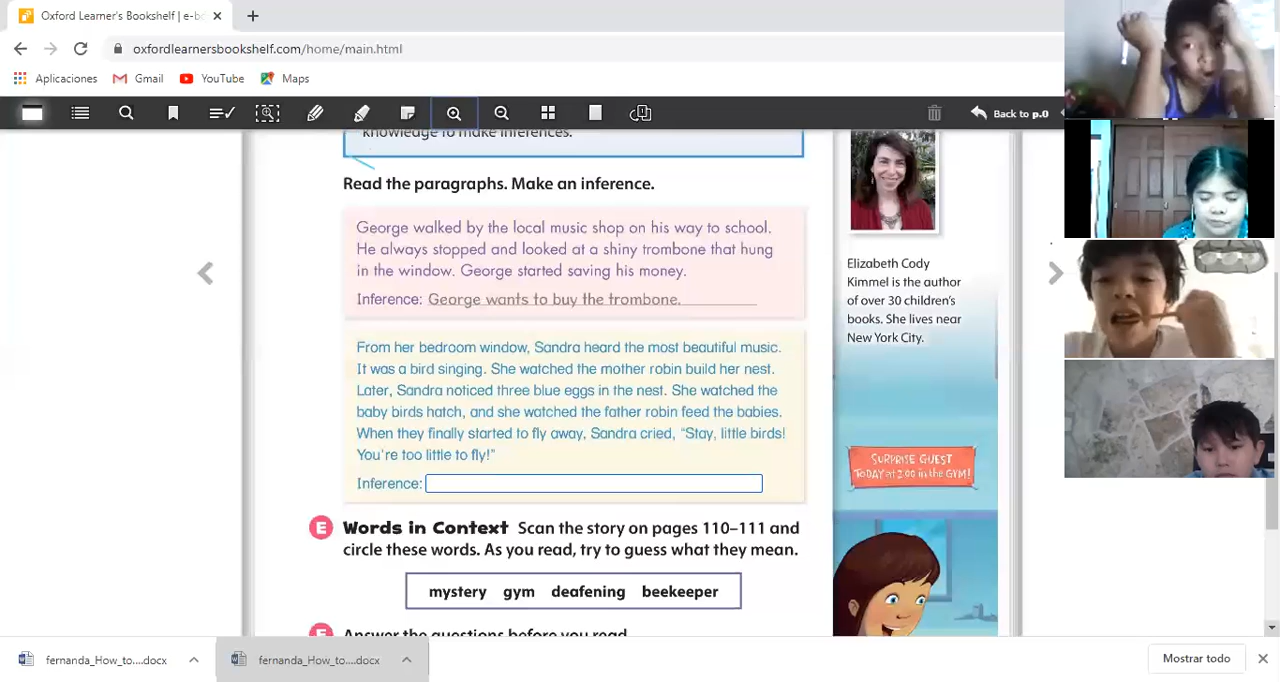 Oxford Learner's Bookshelf | e-bo
oxfordlearnersbookshelf.com/home/main.html
Aplicaciones Gmail YouTube Maps
Back to p.0
knowledge to make inferences.
Read the paragraphs. Make an inference.
George walked by the local music shop on his way to school.
He always stopped and looked at a shiny trombone that hung
in the window. George started saving his money.
Inference: George wants to buy the trombone.
From her bedroom window, Sandra heard the most beautiful music.
It was a bird singing. She watched the mother robin build her nest.
Later, Sandra noticed three blue eggs in the nest. She watched the
baby birds hatch, and she watched the father robin feed the babies.
When they finally started to fly away, Sandra cried, "Stay, little birds!
You're too little to fly!"
Inference:
E Words in Context Scan the story on pages 110–111 and
circle these words. As you read, try to guess what they mean.
mystery gym deafening beekeeper
F Answer the questions before you read.
Elizabeth Cody
Kimmel is the author
of over 30 children's
books. She lives near
New York City.
SURPRISE GUEST
TODAY at 2:00 in the GYM!
fernanda_How_to....docx
fernanda_How_to....docx
Mostrar todo